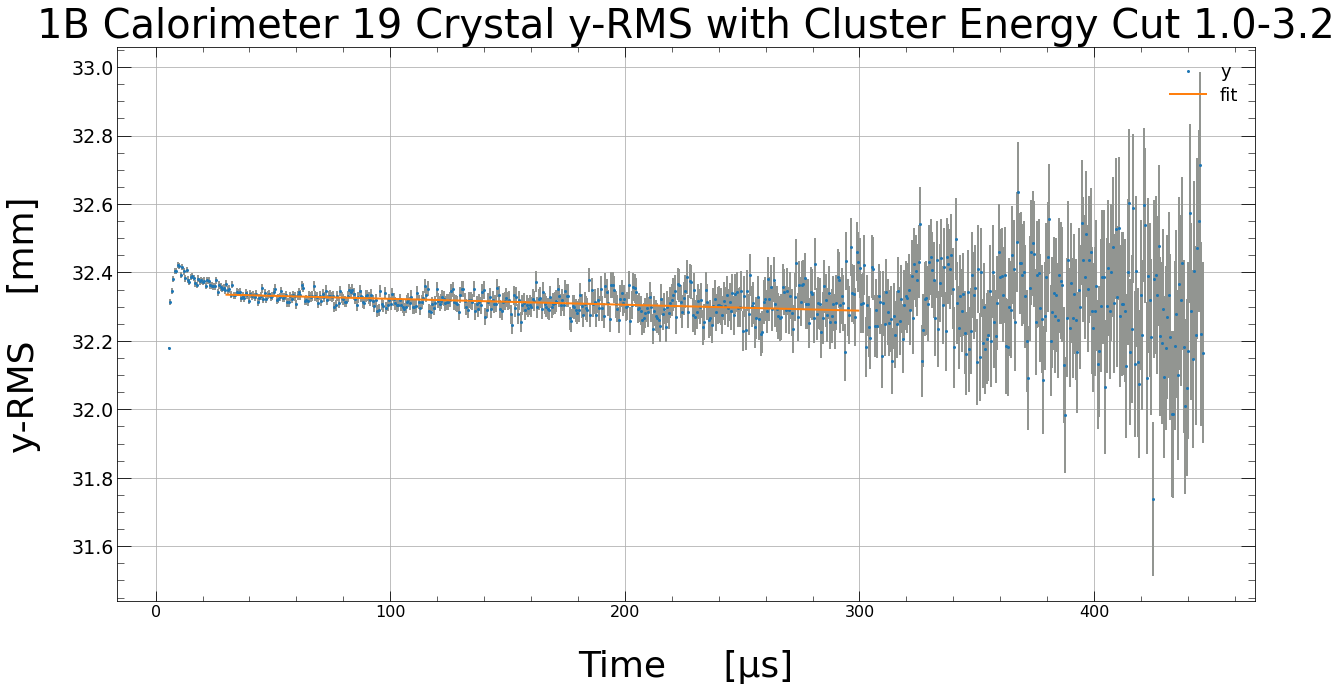 1B Calorimeter 19 Crystal y-RMS with Cluster Energy Cut 1.0-3.2
y
fit
33.0
32.8
32.6
32.4
32.2
32.0
31.8
31.6
y-RMS [mm]
0 100 200 300 400
Time [μs]